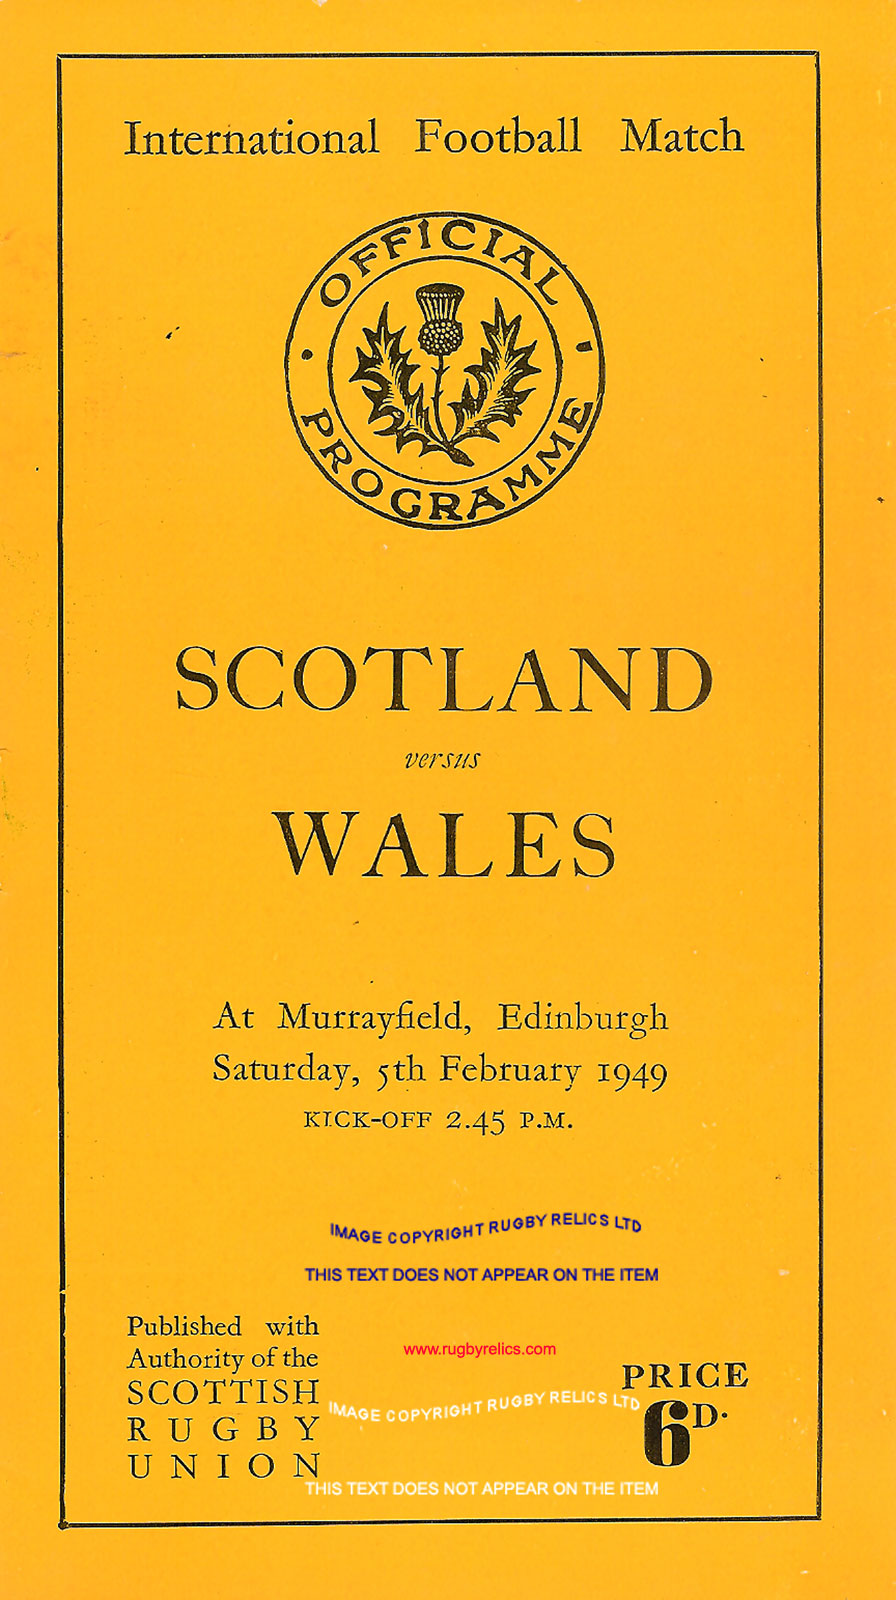 International Football Match
OFFICIAL
PROGRAMME
SCOTLAND
versus
WALES
At Murrayfield, Edinburgh
Saturday, 5th February 1949
KICK-OFF 2.45 P.M.
IMAGE COPYRIGHT RUGBY RELICS LTD
THIS TEXT DOES NOT APPEAR ON THE ITEM
Published with
Authority of the
SCOTTISH
RUGBY
UNION
www.rugbyrelics.com
PRICE
6D.
IMAGE COPYRIGHT RUGBY RELICS LTD
THIS TEXT DOES NOT APPEAR ON THE ITEM